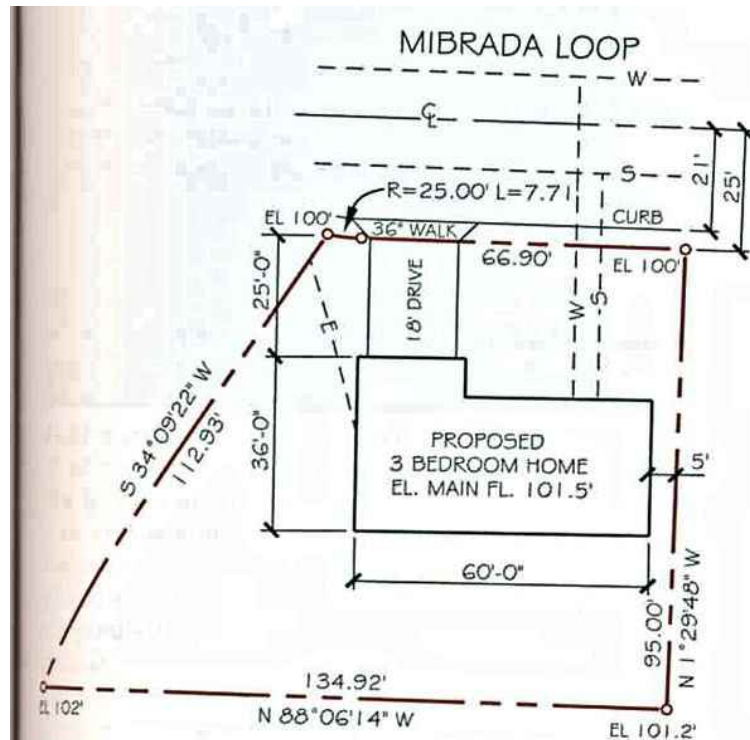 MIBRADA LOOP
W
℄
21'
25'
S
R=25.00' L=7.71
CURB
EL 100'
36" WALK
66.90'
EL 100'
25'-0"
18' DRIVE
E
W
S
S 34°09'22" W
112.93'
36'-0"
PROPOSED
3 BEDROOM HOME
EL. MAIN FL. 101.5'
5'
60'-0"
95.00'
N 1°29'48" W
134.92'
N 88°06'14" W
EL 102'
EL 101.2'